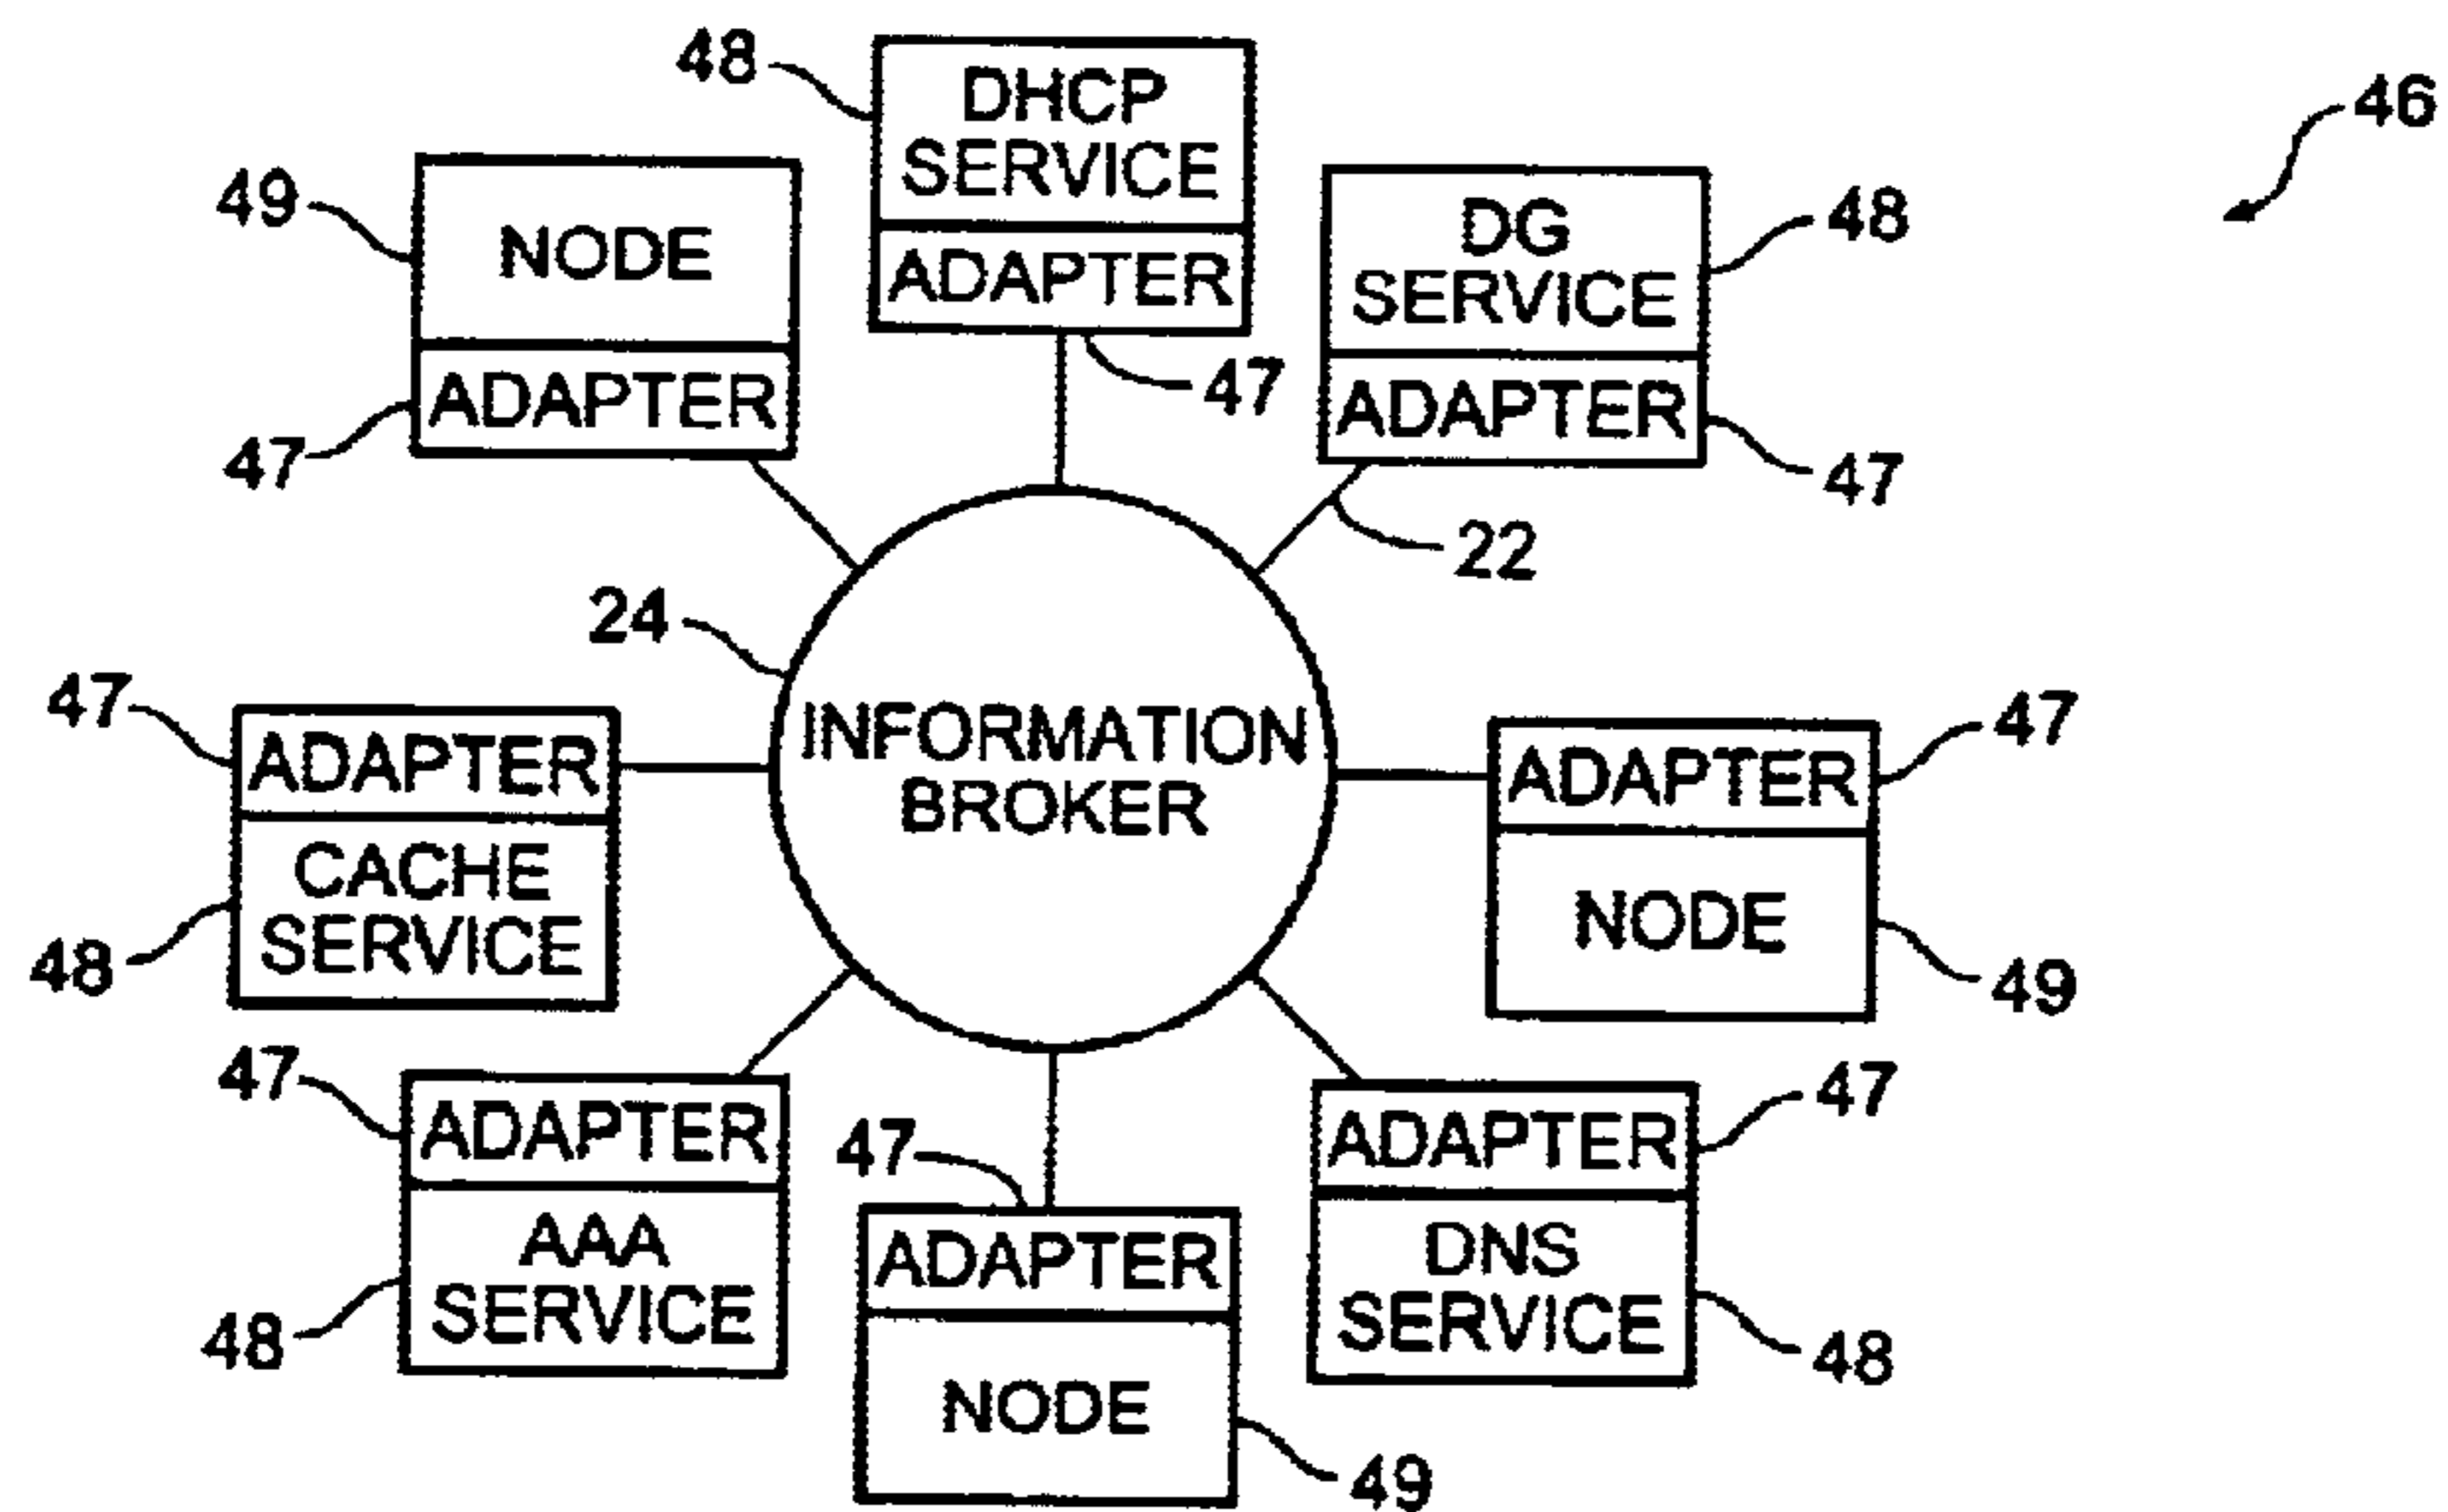 48
DHCP
SERVICE
ADAPTER
47
46
49
NODE
ADAPTER
47
DG
SERVICE
48
ADAPTER
47
22
24
INFORMATION
BROKER
47
ADAPTER
CACHE
SERVICE
48
ADAPTER
47
NODE
49
47
ADAPTER
AAA
SERVICE
48
47
ADAPTER
NODE
49
ADAPTER
47
DNS
SERVICE
48